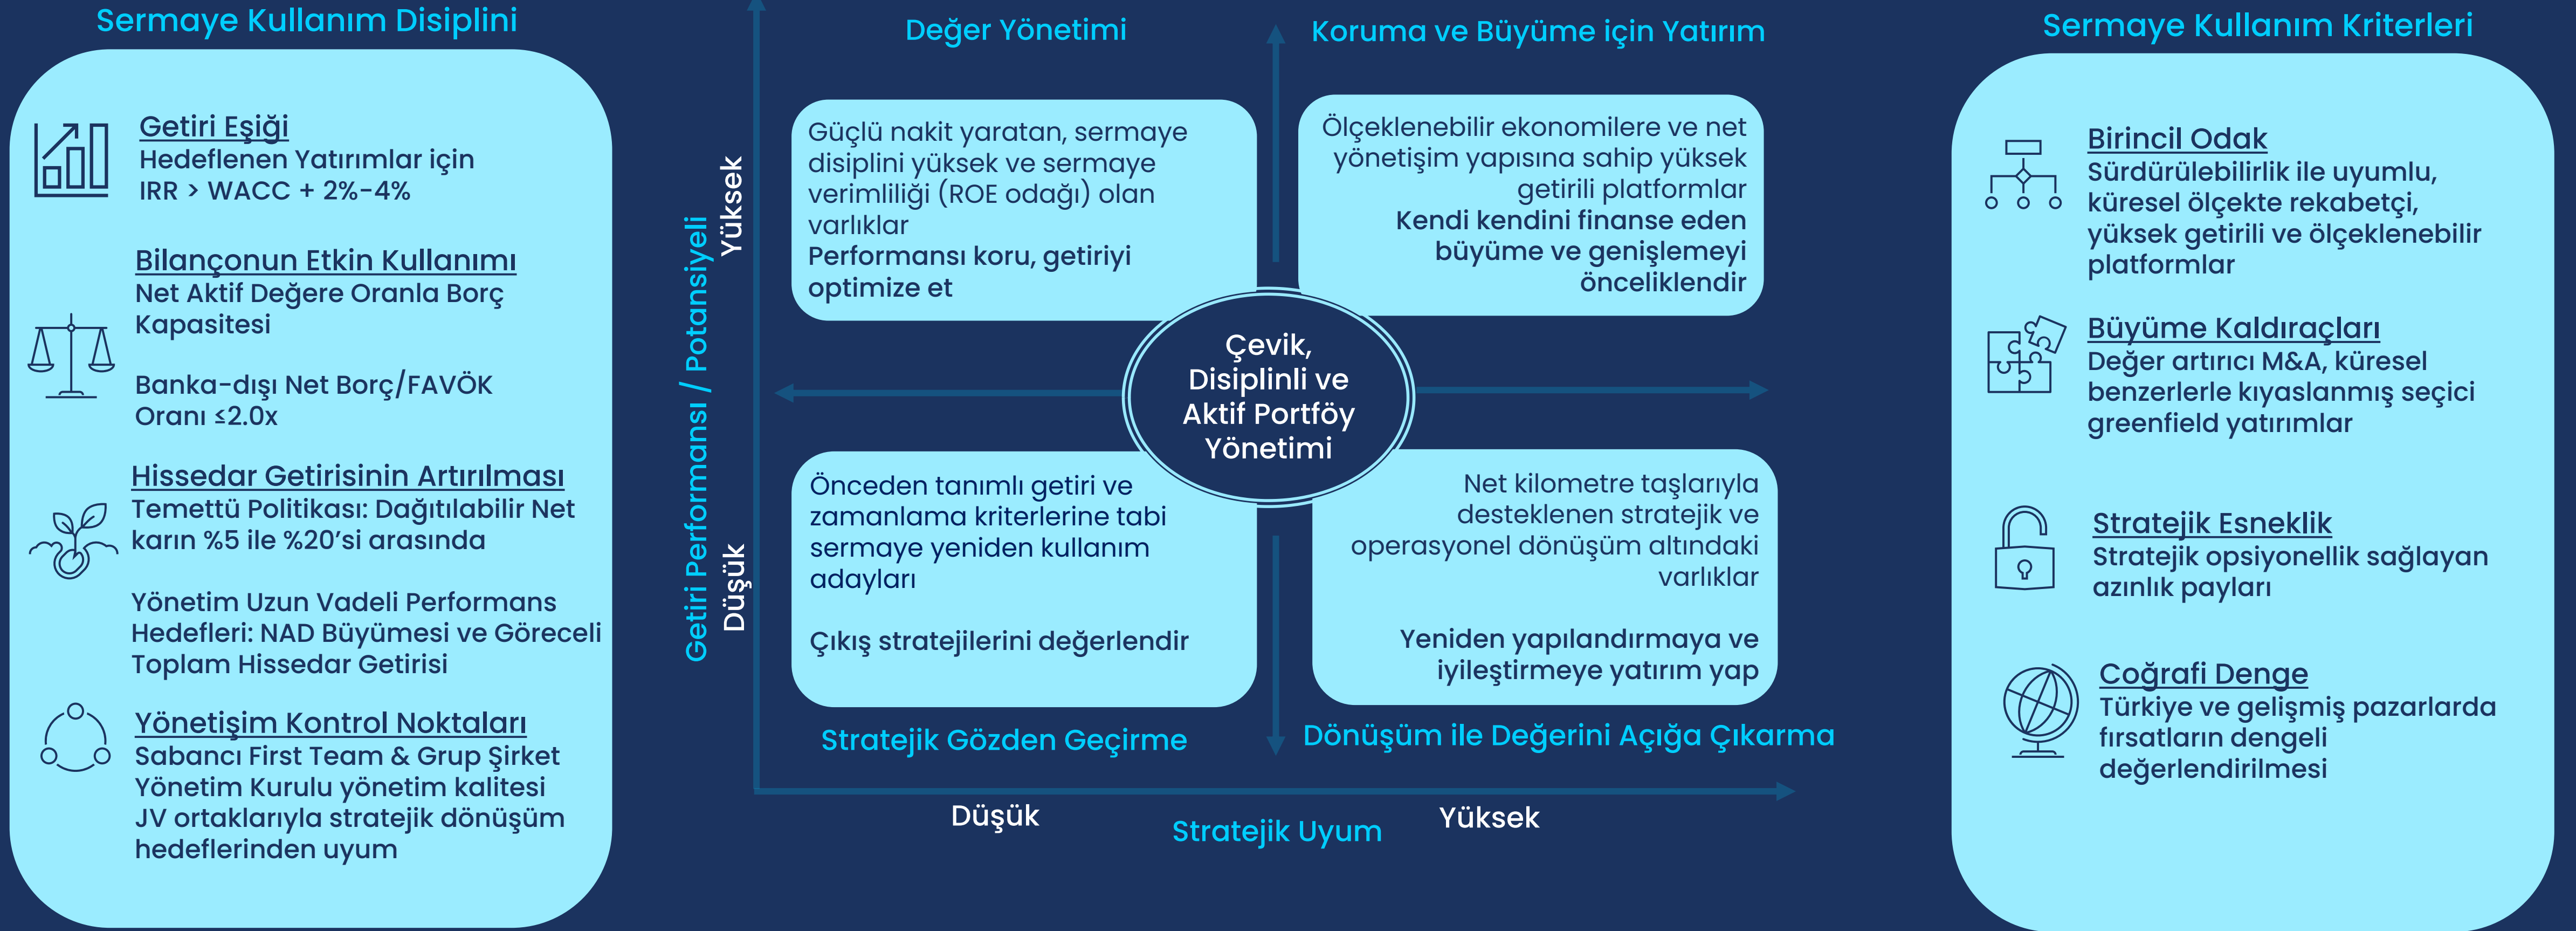 Sermaye Kullanım Disiplini
Getiri Eşiği
Hedeflenen Yatırımlar için
IRR > WACC + 2%-4%
Bilançonun Etkin Kullanımı
Net Aktif Değere Oranla Borç
Kapasitesi
Banka-dışı Net Borç/FAVÖK
Oranı ≤2.0x
Hissedar Getirisinin Artırılması
Temettü Politikası: Dağıtılabilir Net
karın %5 ile %20’si arasında
Yönetim Uzun Vadeli Performans
Hedefleri: NAD Büyümesi ve Göreceli
Toplam Hissedar Getirisi
Yönetişim Kontrol Noktaları
Sabancı First Team & Grup Şirket
Yönetim Kurulu yönetim kalitesi
JV ortaklarıyla stratejik dönüşüm
hedeflerinden uyum
Getiri Performansı / Potansiyeli
Yüksek
Düşük
Değer Yönetimi
Güçlü nakit yaratan, sermaye
disiplini yüksek ve sermaye
verimliliği (ROE odağı) olan
varlıklar
Performansı koru, getiriyi
optimize et
Koruma ve Büyüme için Yatırım
Ölçeklenebilir ekonomilere ve net
yönetişim yapısına sahip yüksek
getirili platformlar
Kendi kendini finanse eden
büyüme ve genişlemeyi
önceliklendir
Çevik,
Disiplinli ve
Aktif Portföy
Yönetimi
Önceden tanımlı getiri ve
zamanlama kriterlerine tabi
sermaye yeniden kullanım
adayları
Çıkış stratejilerini değerlendir
Stratejik Gözden Geçirme
Net kilometre taşlarıyla
desteklenen stratejik ve
operasyonel dönüşüm altındaki
varlıklar
Yeniden yapılandırmaya ve
iyileştirmeye yatırım yap
Dönüşüm ile Değerini Açığa Çıkarma
Düşük
Stratejik Uyum
Yüksek
Sermaye Kullanım Kriterleri
Birincil Odak
Sürdürülebilirlik ile uyumlu,
küresel ölçekte rekabetçi,
yüksek getirili ve ölçeklenebilir
platformlar
Büyüme Kaldıraçları
Değer artırıcı M&A, küresel
benzerlerle kıyaslanmış seçici
greenfield yatırımlar
Stratejik Esneklik
Stratejik opsiyonellik sağlayan
azınlık payları
Coğrafi Denge
Türkiye ve gelişmiş pazarlarda
fırsatların dengeli
değerlendirilmesi